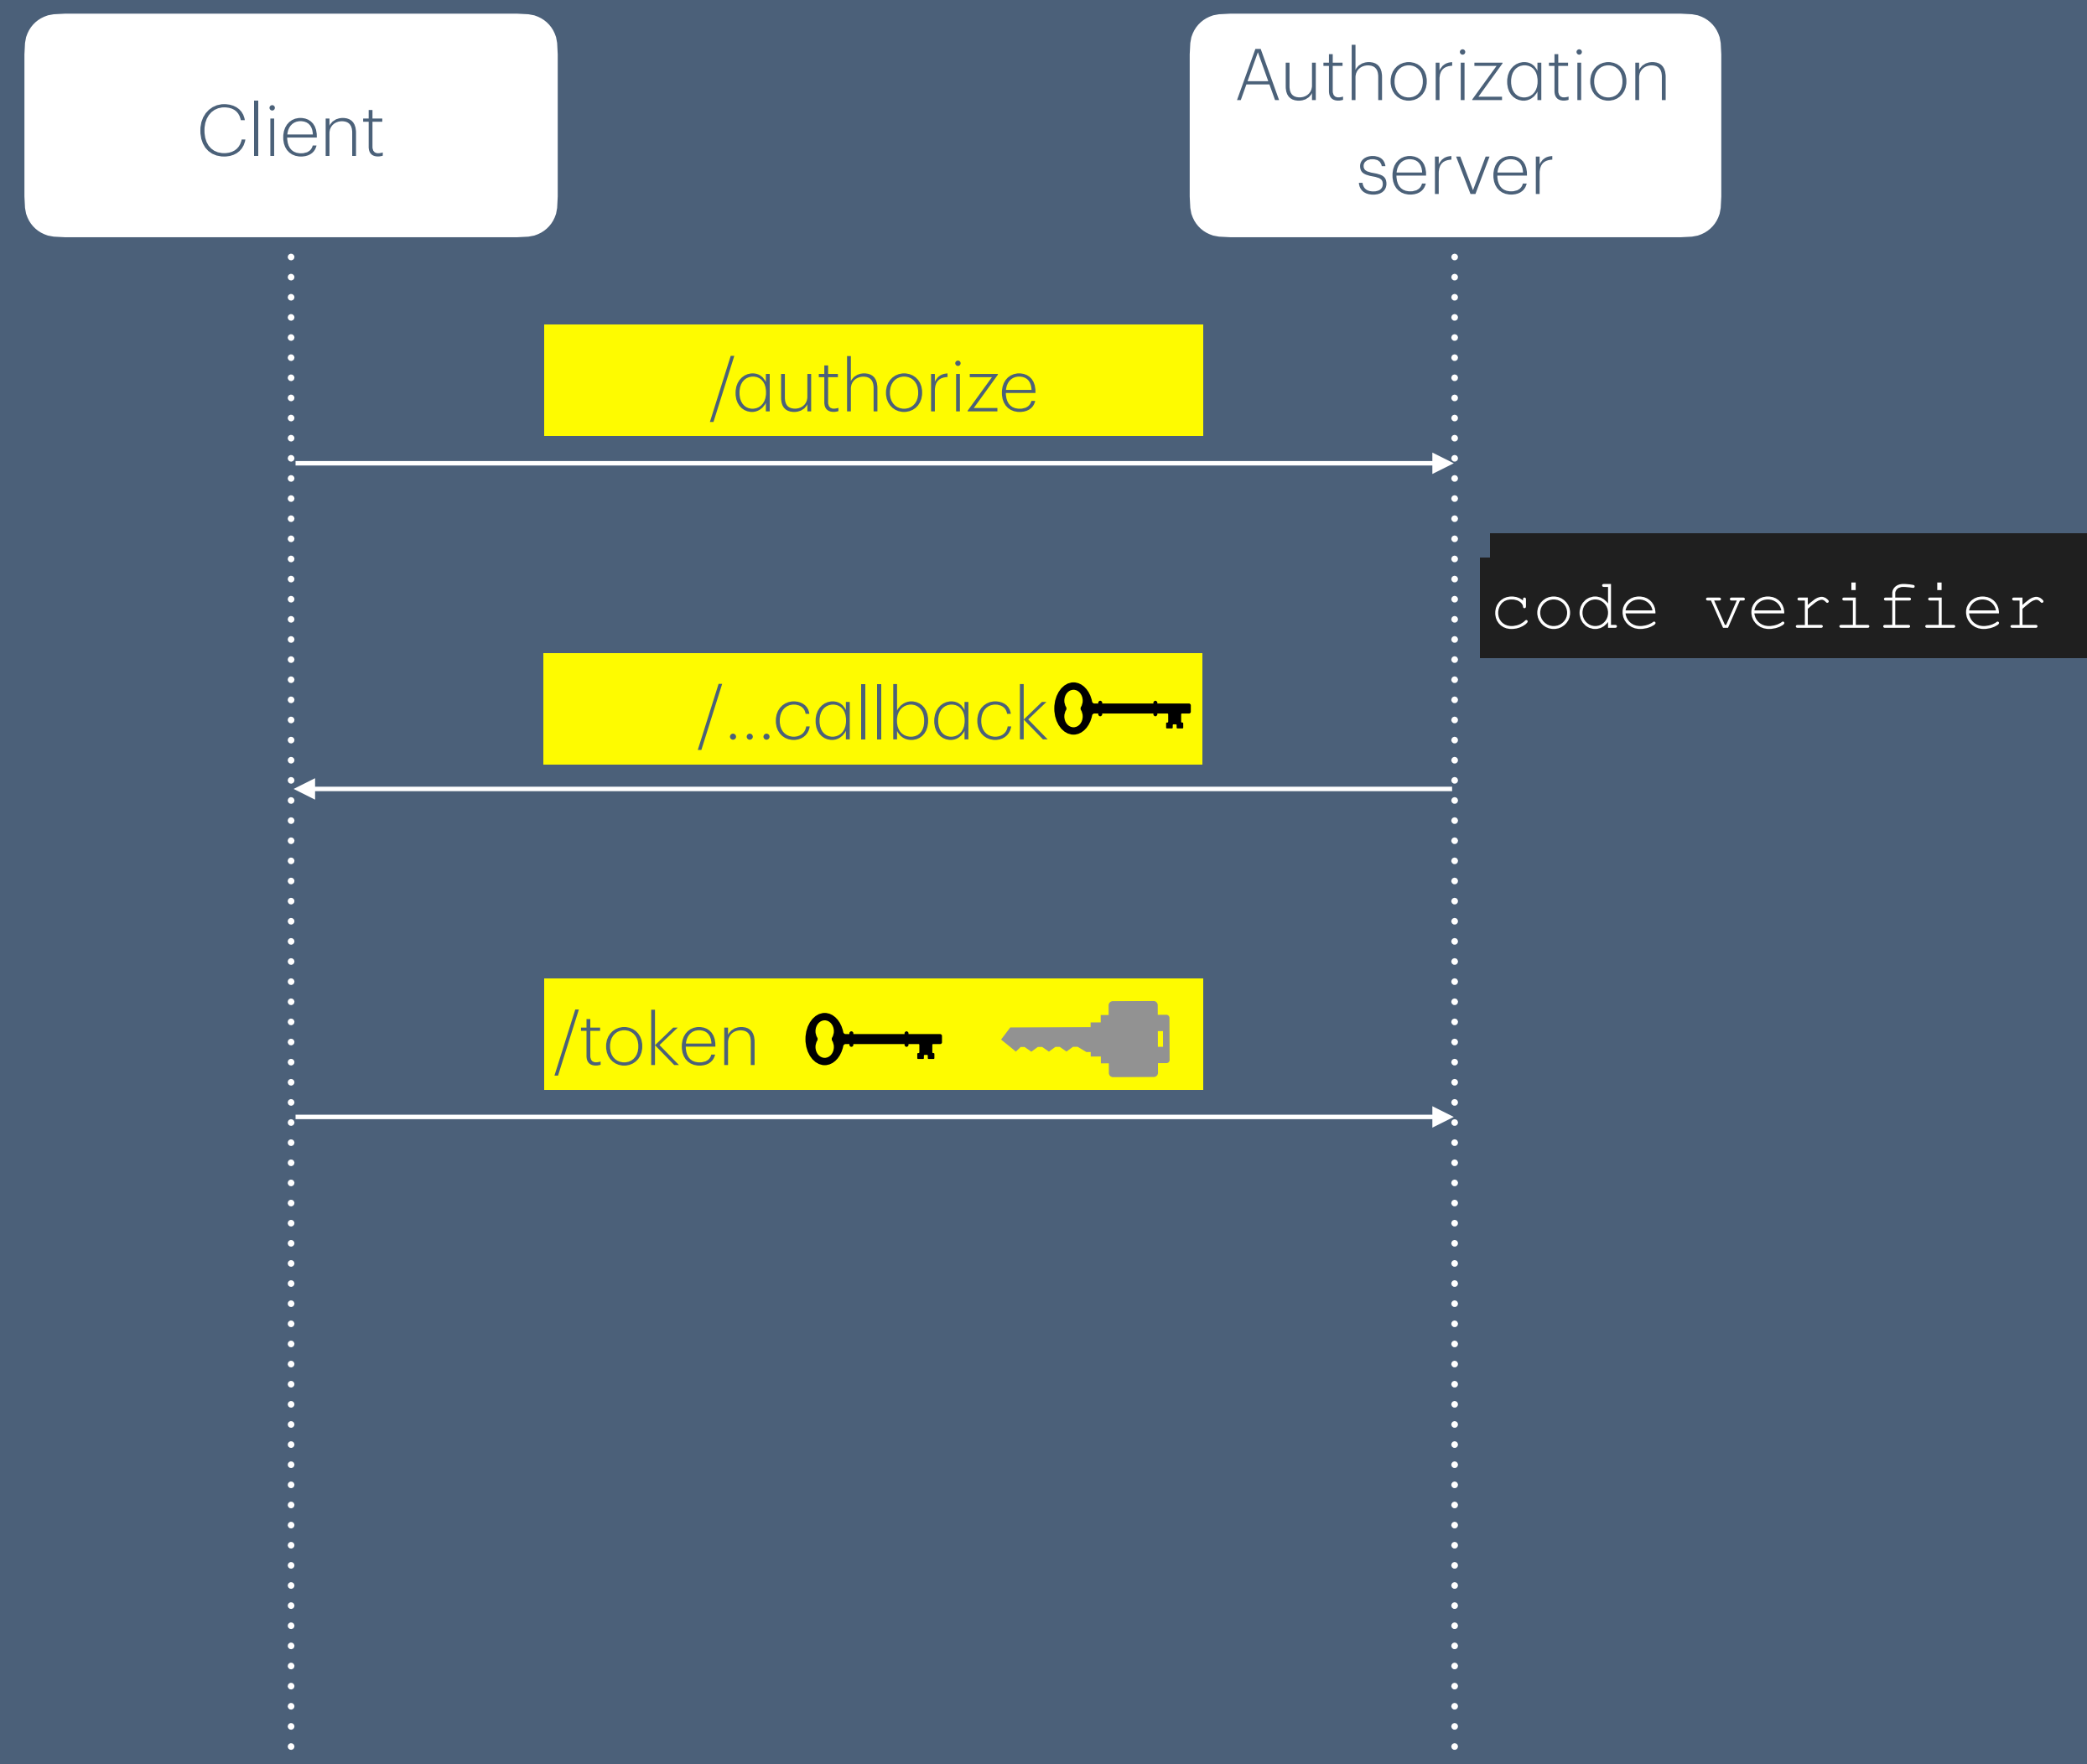 Client
Authorization
server
/authorize
code verifier
/...callback
/token